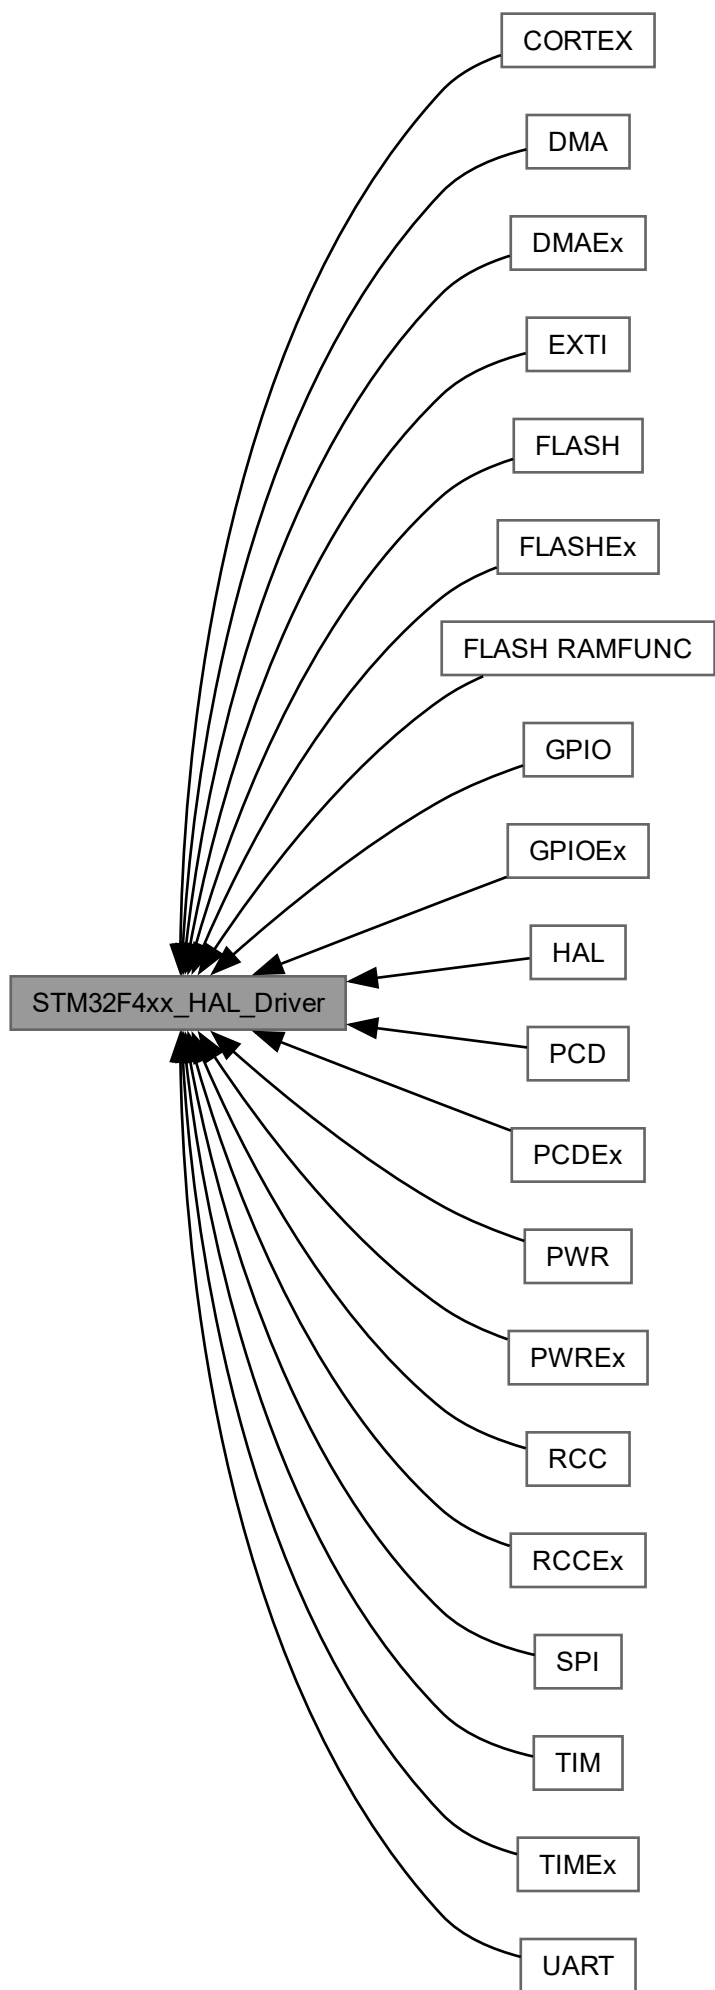 CORTEX
DMA
DMAEx
EXTI
FLASH
FLASHEx
FLASH RAMFUNC
GPIO
GPIOEx
HAL
STM32F4xx_HAL_Driver
PCD
PCDEx
PWR
PWREx
RCC
RCCEx
SPI
TIM
TIMEx
UART